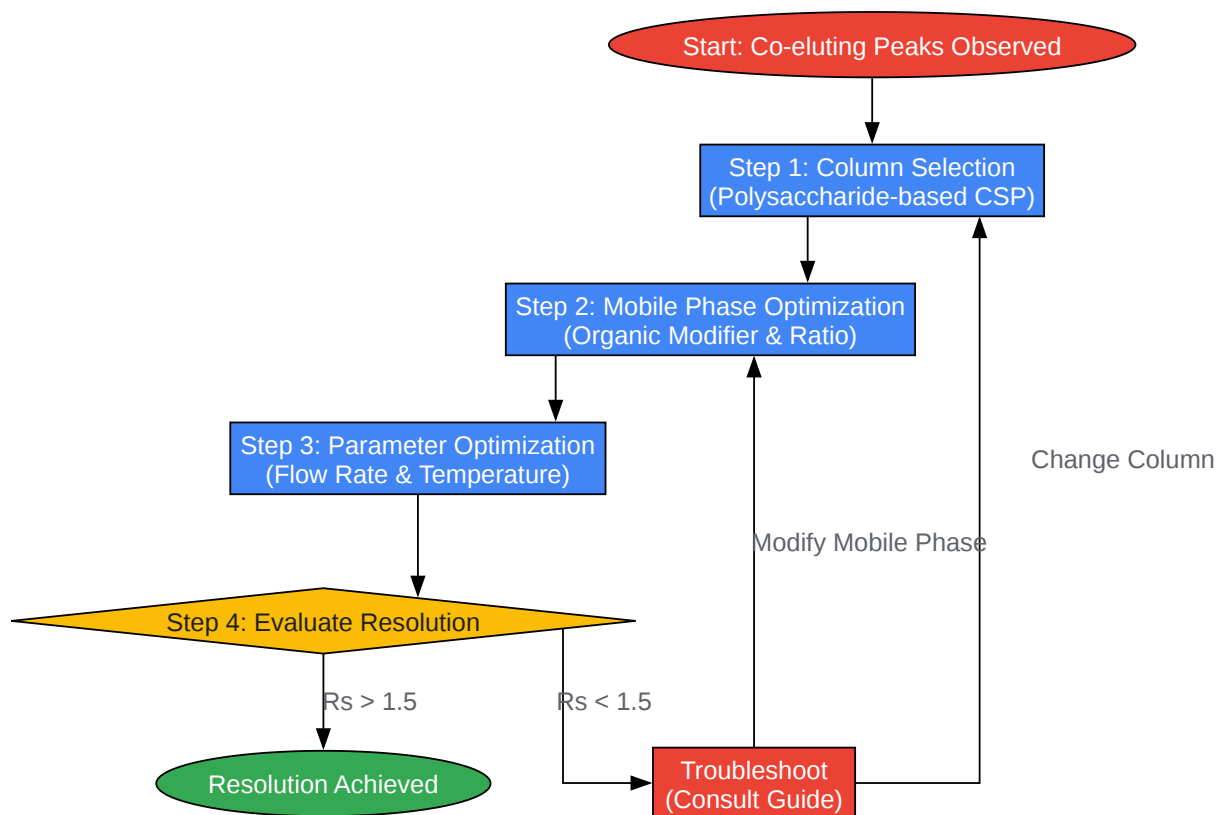 Start: Co-eluting Peaks Observed
Step 1: Column Selection
(Polysaccharide-based CSP)
Step 2: Mobile Phase Optimization
(Organic Modifier & Ratio)
Step 3: Parameter Optimization
(Flow Rate & Temperature)
Change Column
Modify Mobile Phase
Step 4: Evaluate Resolution
Rs > 1.5
Rs < 1.5
Resolution Achieved
Troubleshoot
(Consult Guide)